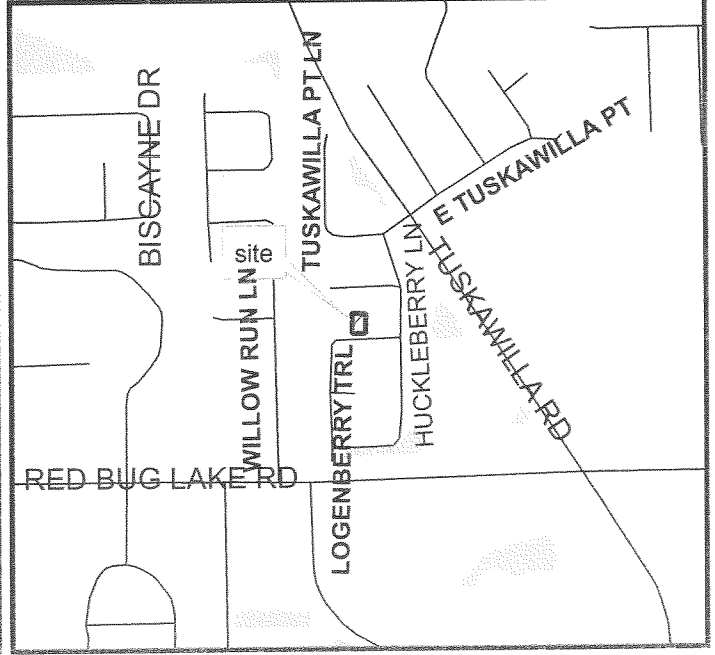 BISCAYNE DR
TUSKAWILLA PT LN
E TUSKAWILLA PT
site
HUCKLEBERRY LN
TUSKAWILLA RD
WILLOW RUN LN
LOGENBERRY TRL
RED BUG LAKE RD